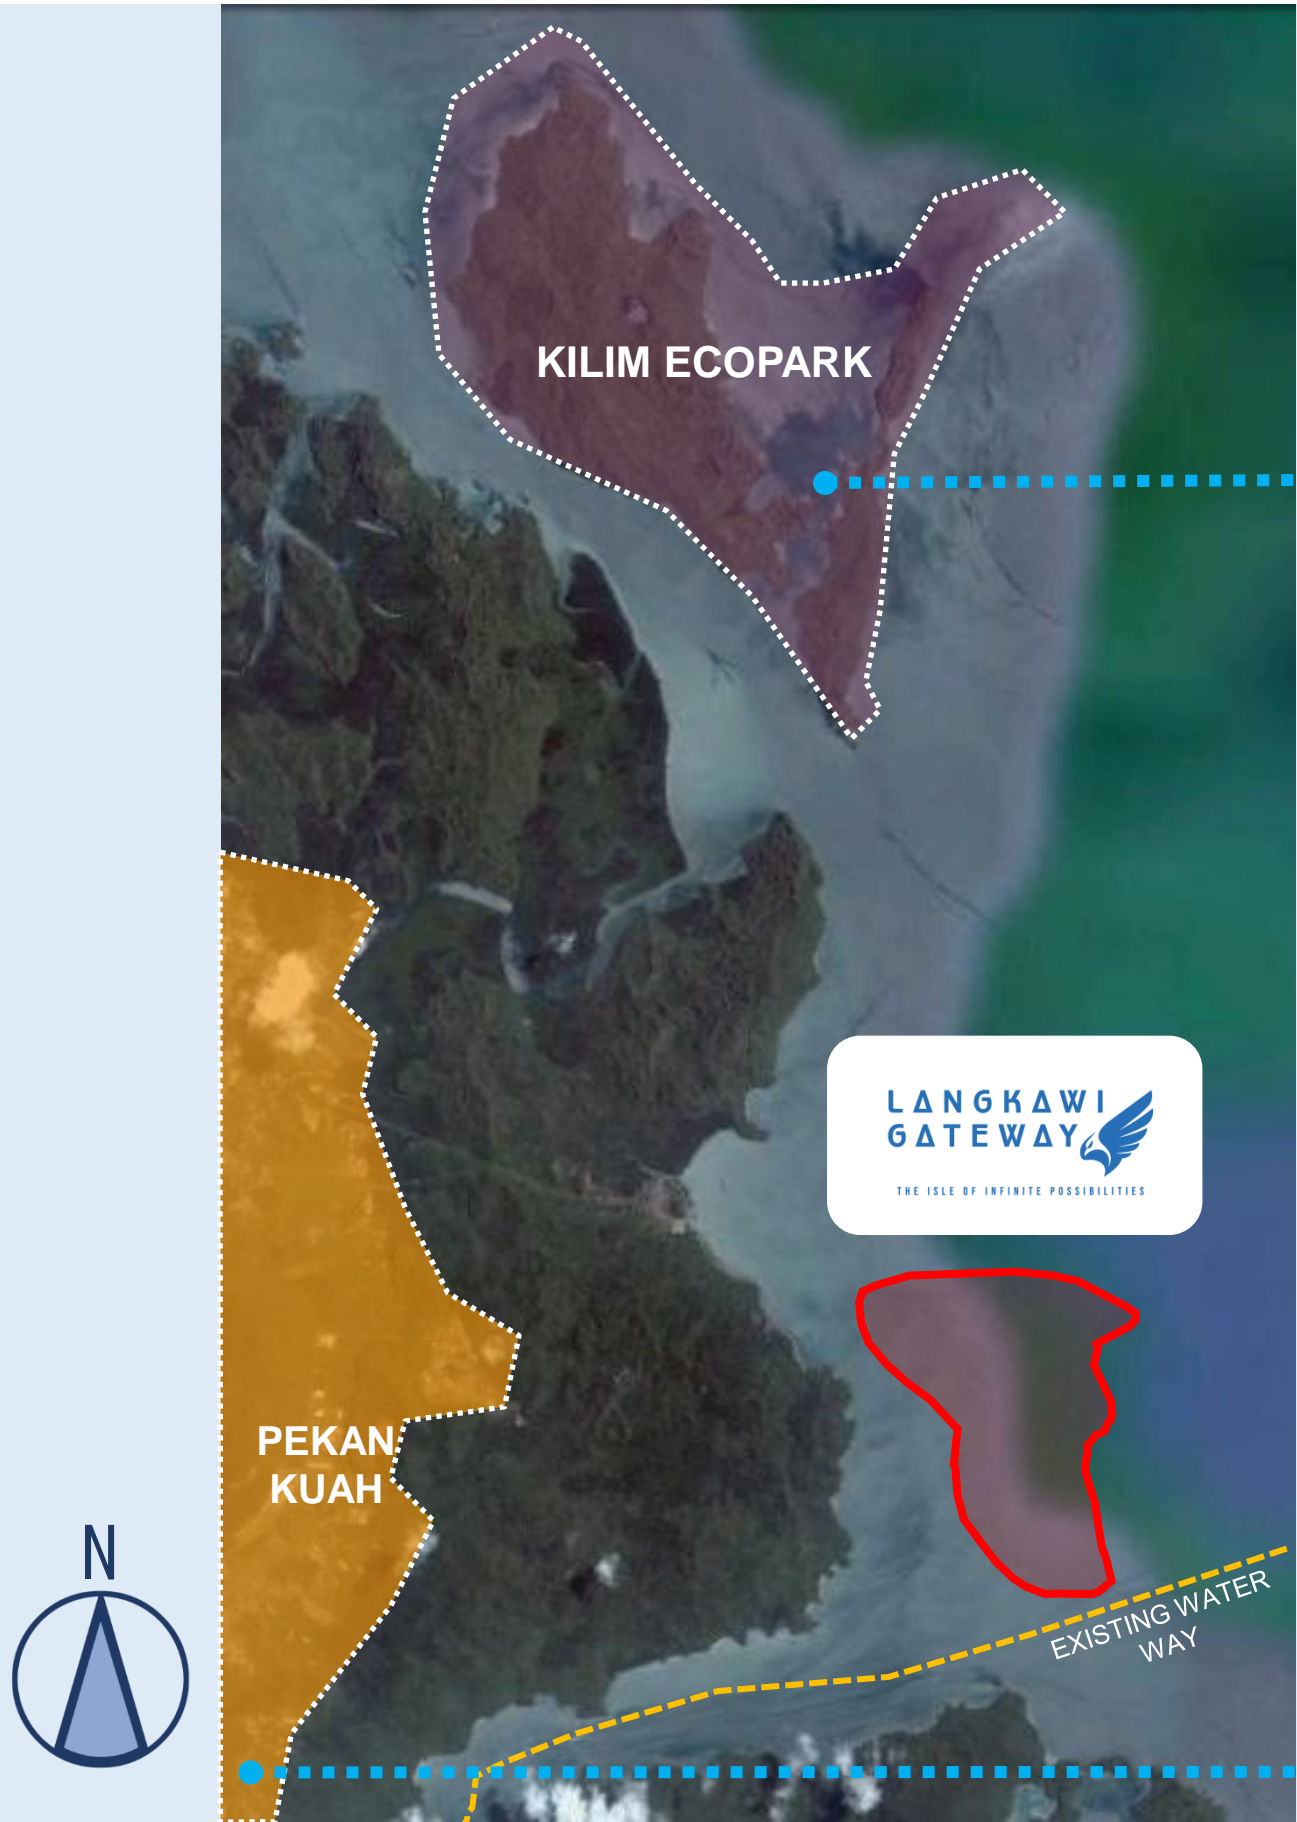 KILIM ECOPARK
LANGKAWI
GATEWAY
THE ISLE OF INFINITE POSSIBILITIES
PEKAN
KUAH
N
EXISTING WATER
WAY